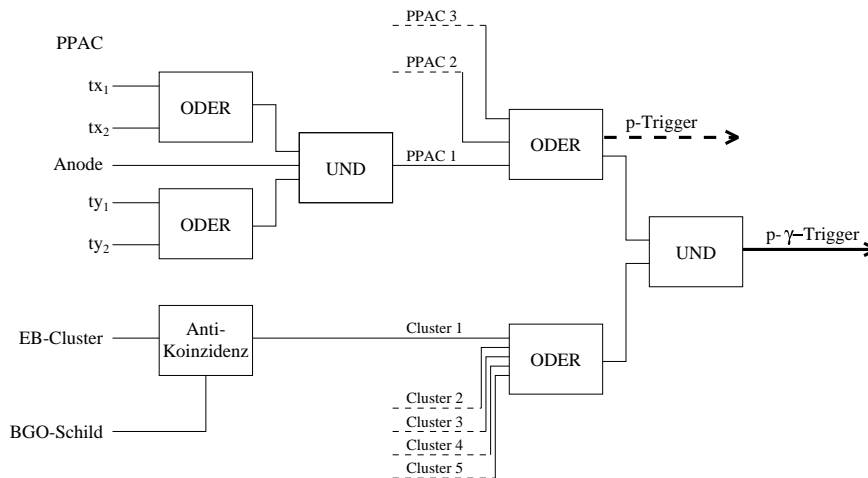 PPAC 3
PPAC
PPAC 2
tx1
ODER
tx2
p-Trigger
ODER
Anode
UND
PPAC 1
ty1
ODER
ty2
p-γ-Trigger
UND
Anti-
Koinzidenz
EB-Cluster
Cluster 1
ODER
Cluster 2
Cluster 3
BGO-Schild
Cluster 4
Cluster 5